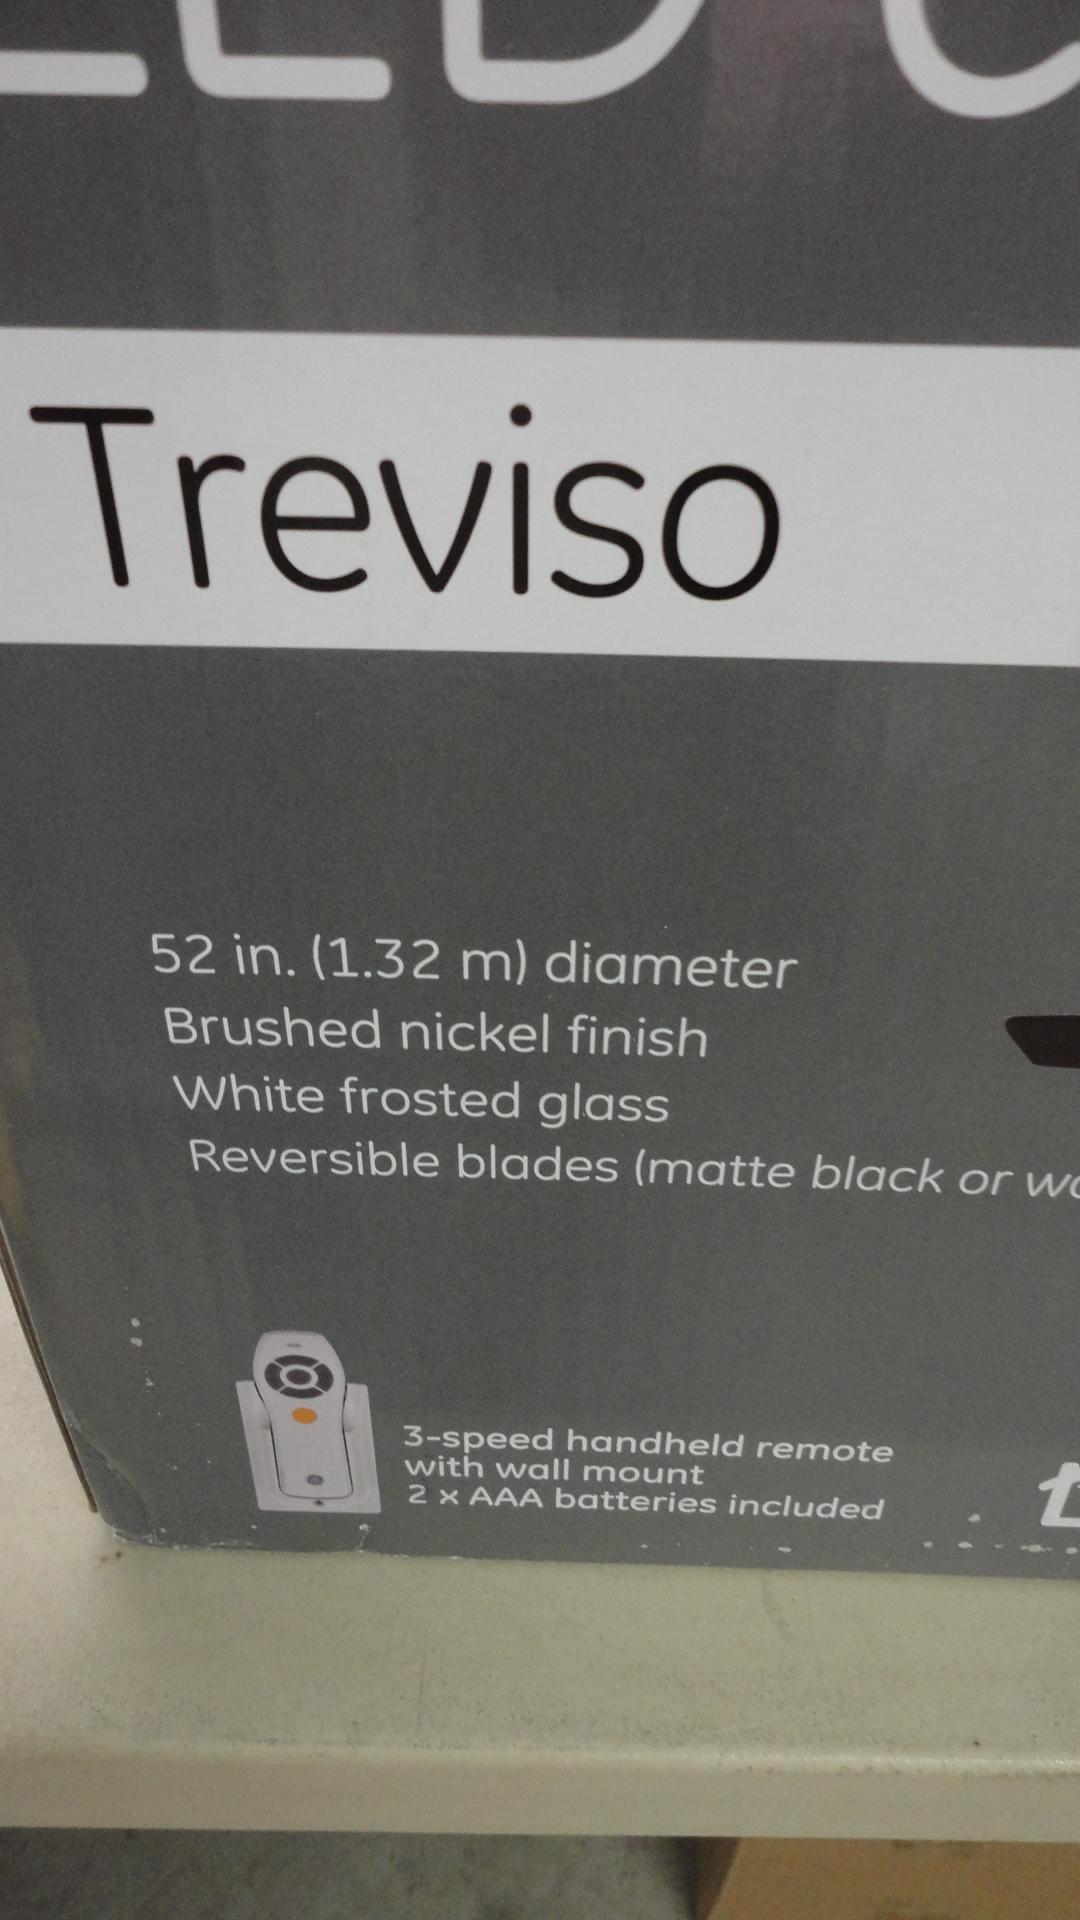 LED
Treviso
52 in. (1.32 m) diameter
Brushed nickel finish
White frosted glass
Reversible blades (matte black or
3-speed handheld remote
with wall mount
2 x AAA batteries included